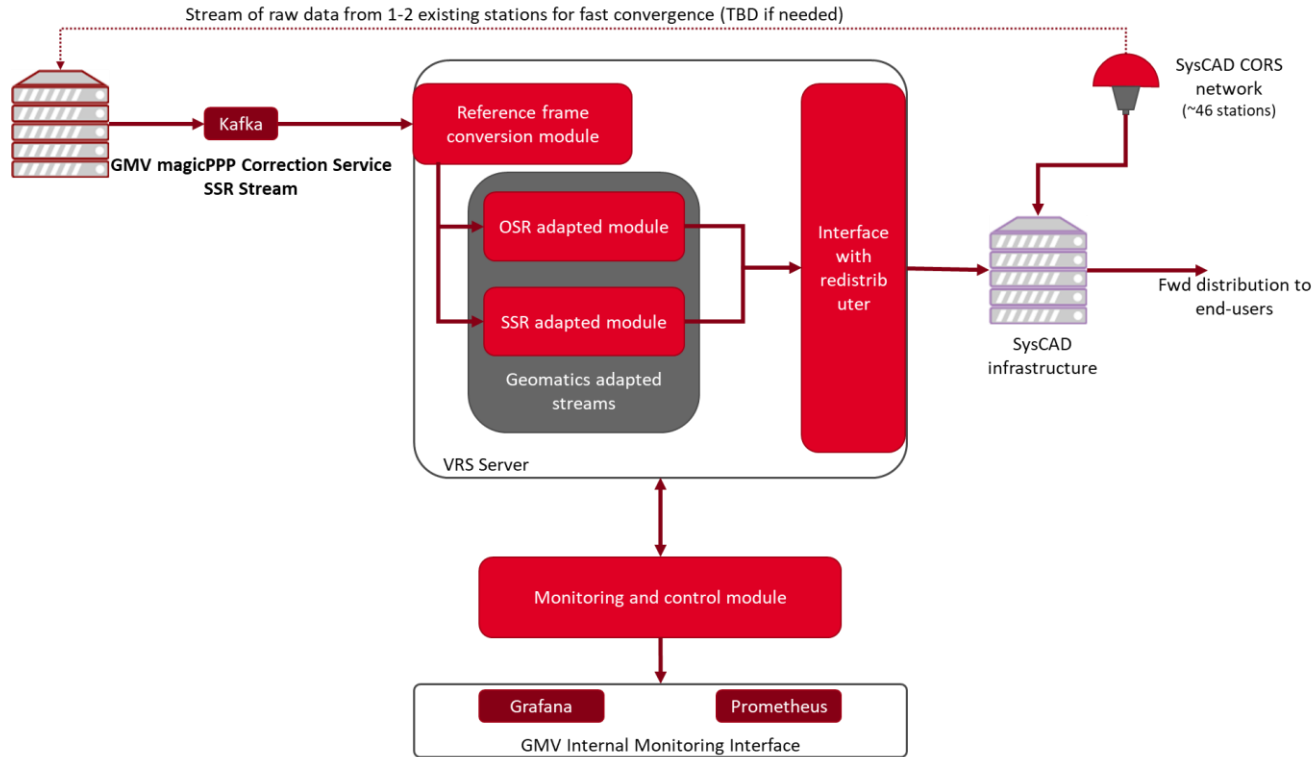 Stream of raw data from 1-2 existing stations for fast convergence (TBD if needed)
SysCAD CORS
network
(~46 stations)
Kafka
GMV magicPPP Correction Service
SSR Stream
Reference frame
conversion module
OSR adapted module
SSR adapted module
Geomatics adapted
streams
VRS Server
Interface
with
redistrib
uter
SysCAD
infrastructure
Fwd distribution to
end-users
Monitoring and control module
Grafana
Prometheus
GMV Internal Monitoring Interface